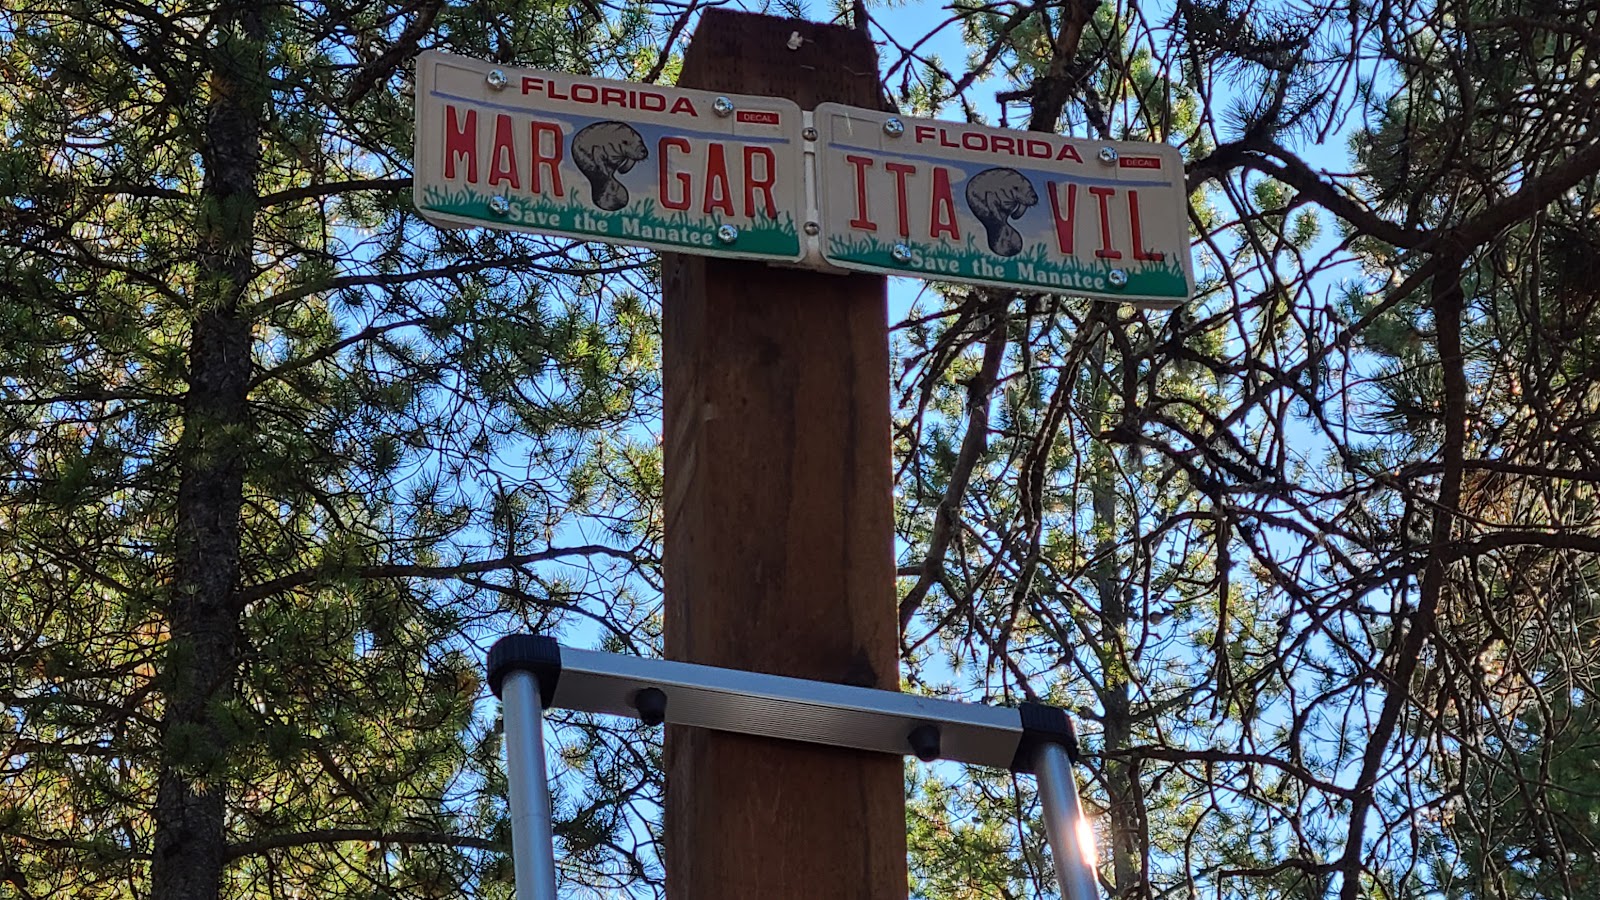 FLORIDA
DECAL
MAR GAR
Save the Manatee
FLORIDA
DECAL
ITA VIL
Save the Manatee